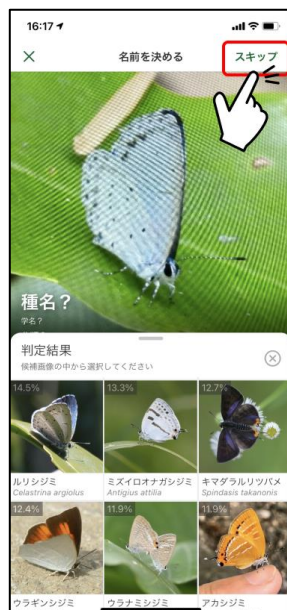 16:17
名前を決める スキップ
種名？
学名？
判定結果
候補画像の中から選択してください
14.5% 13.3% 12.7%
ルリシジミ ミズイロオナガシジミ キマダラルリツバメ
Celastrina argiolus Antigius attilia Spindasis takanonis
12.4% 11.9% 11.9%
ウラギンシジミ ウラナミシジミ アカシジミ